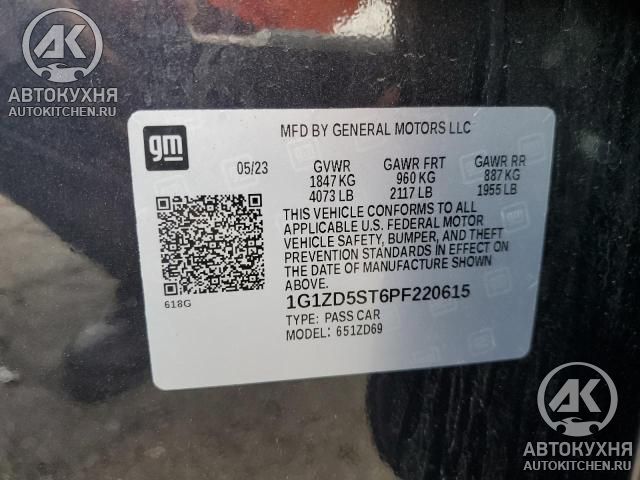 АК
АВТОКУХНЯ
AUTOKITCHEN.RU
gm
MFD BY GENERAL MOTORS LLC
05/23 GVWR GAWR FRT GAWR RR
1847 KG 960 KG 887 KG
4073 LB 2117 LB 1955 LB
THIS VEHICLE CONFORMS TO ALL
APPLICABLE U.S. FEDERAL MOTOR
VEHICLE SAFETY, BUMPER, AND THEFT
PREVENTION STANDARDS IN EFFECT ON
THE DATE OF MANUFACTURE SHOWN
ABOVE.
618G
1G1ZD5ST6PF220615
TYPE: PASS CAR
MODEL: 651ZD69
АК
АВТОКУХНЯ
AUTOKITCHEN.RU